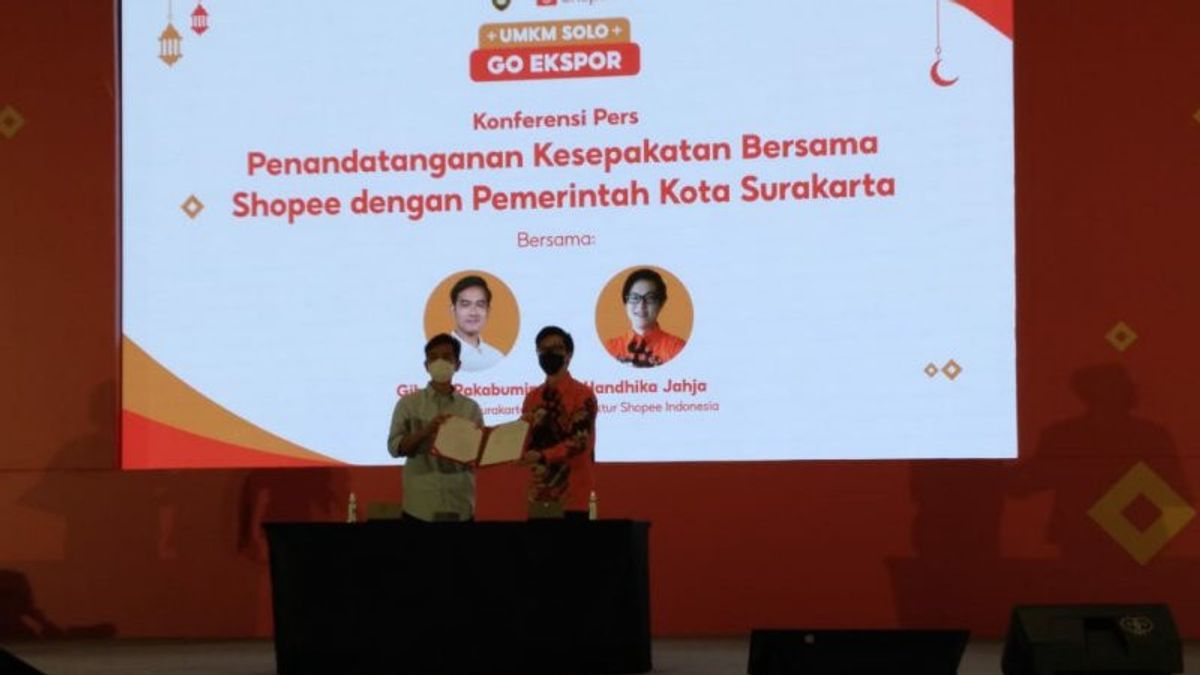 + UMKM SOLO +
GO EKSPOR
Konferensi Pers
Penandatanganan Kesepakatan Bersama
Shopee dengan Pemerintah Kota Surakarta
Bersama:
Handhika Jahja
Shopee Indonesia